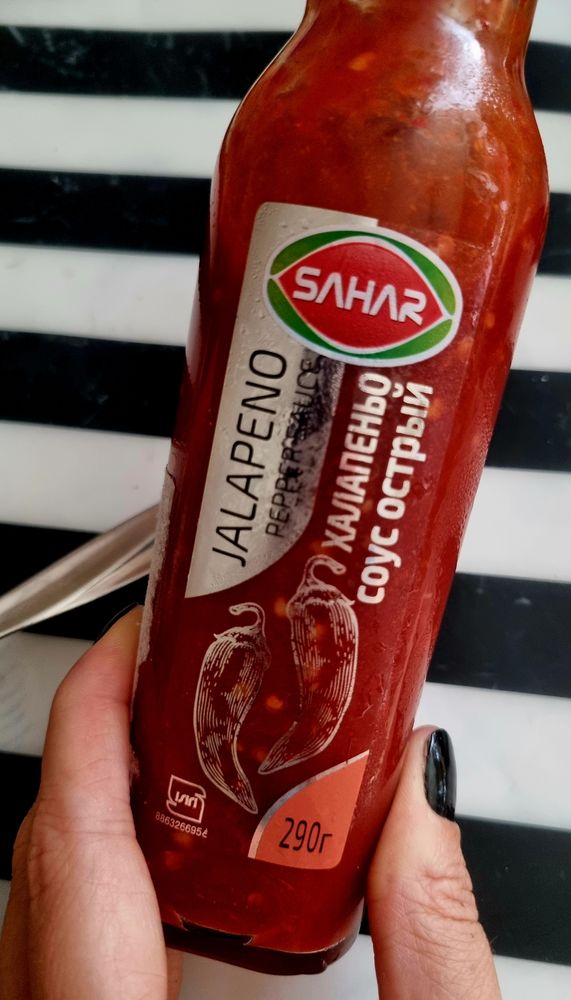 SAHAR
JALAPENO
PEPPER SAUCE
ХАЛАПЕНЬО
соус острый
290г